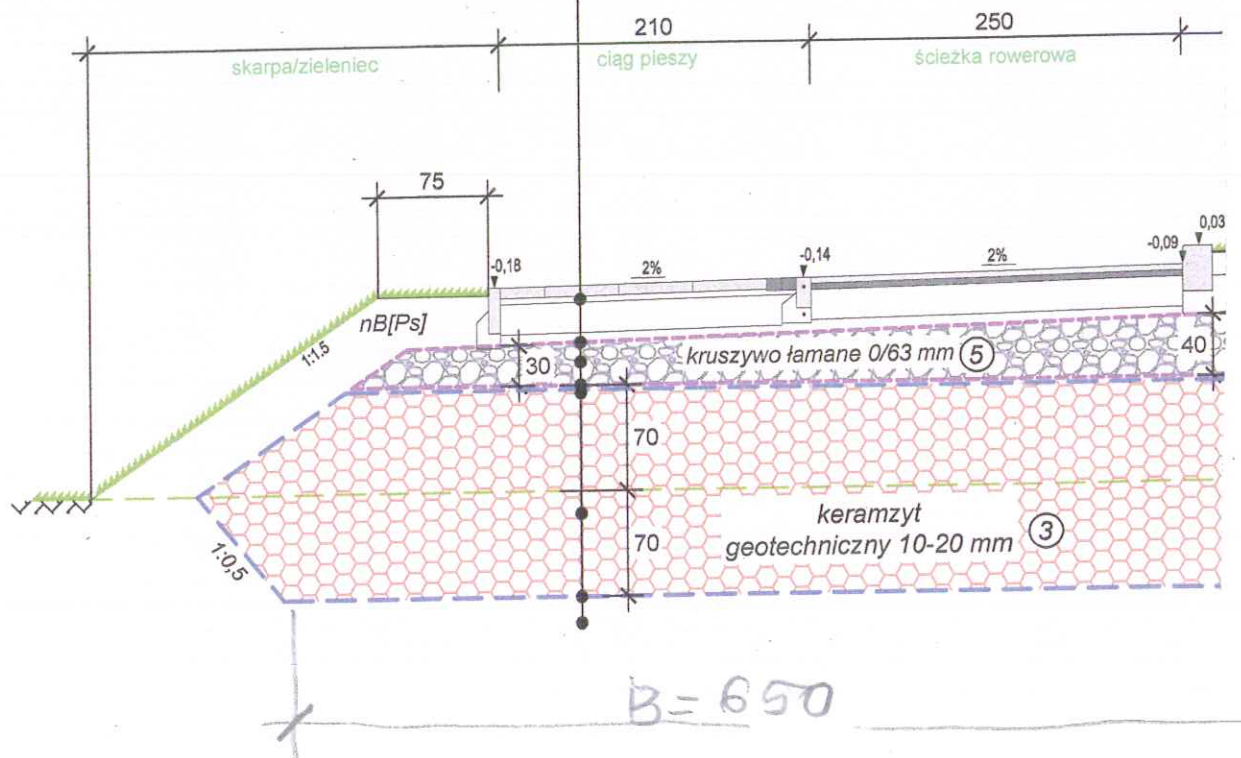 210
250
skarpa/zieleniec
ciąg pieszy
ścieżka rowerowa
75
0,03
-0,18
2%
-0,14
2%
-0,09
nB[Ps]
1:1.5
30
kruszywo łamane 0/63 mm 5
40
70
keramzyt
geotechniczny 10-20 mm 3
70
1:0,5
B= 650